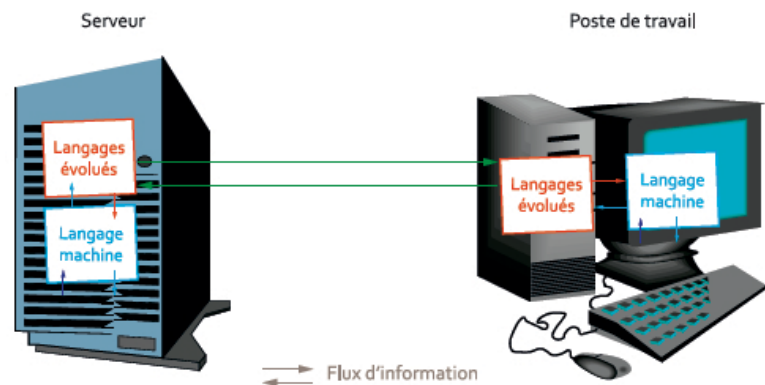 Serveur
Poste de travail
Langages
évolués
Langage
machine
Langages
évolués
Langage
machine
Flux d'information